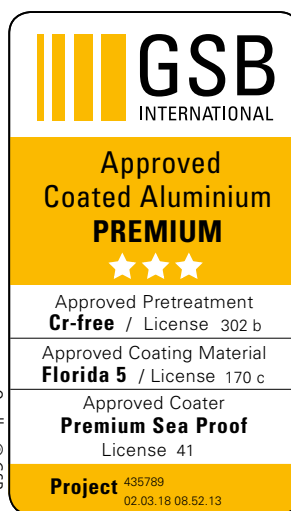 GSB
INTERNATIONAL
Approved
Coated Aluminium
PREMIUM
Approved Pretreatment
Cr-free / License 302 b
Approved Coating Material
Florida 5 / License 170 c
Approved Coater
Premium Sea Proof
License 41
Project 435789
02.03.18 08.52.13